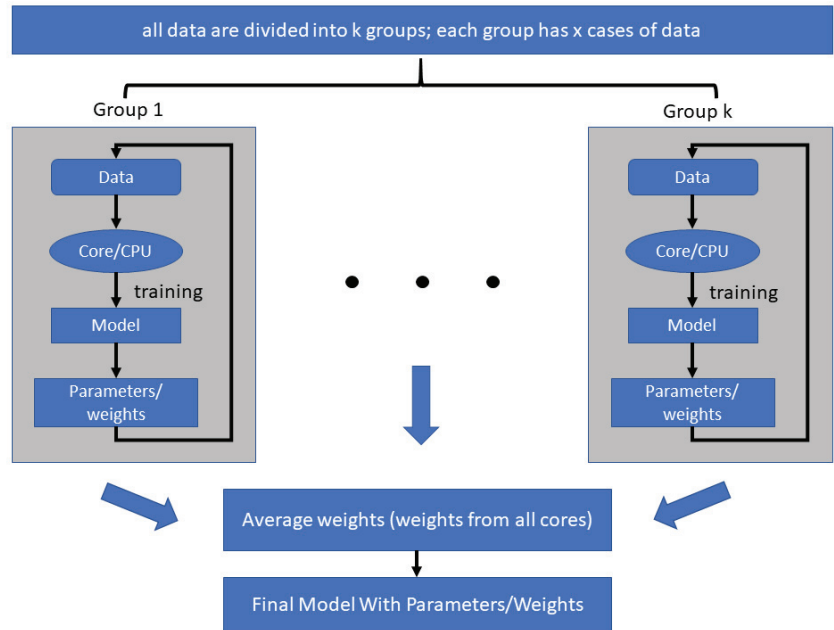 all data are divided into k groups; each group has x cases of data
Group 1
Group k
Data
Core/CPU
training
Model
Parameters/
weights
Data
Core/CPU
training
Model
Parameters/
weights
Average weights (weights from all cores)
Final Model With Parameters/Weights